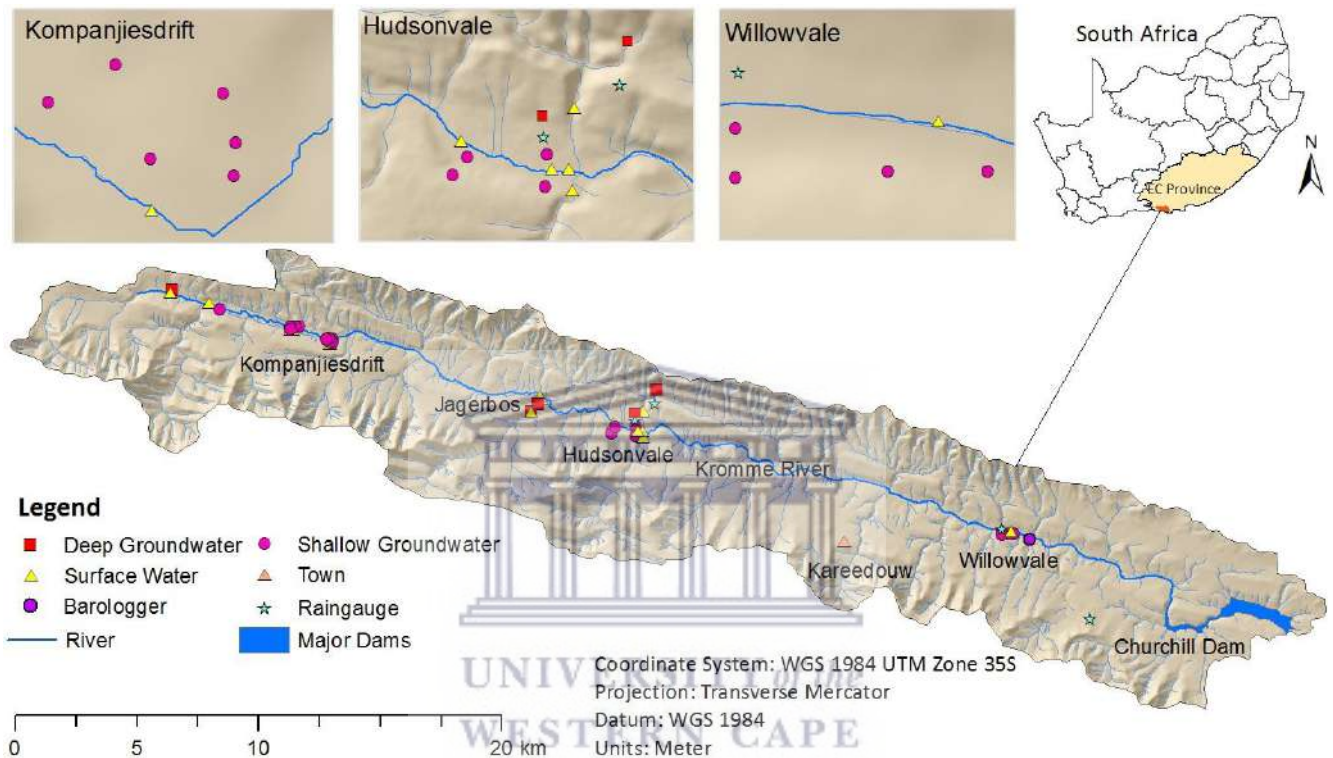 Kompanjiesdrift
Hudsonvale
Willowvale
South Africa
EC Province
N
Kompanjiesdrift
Jagerbos
Hudsonvale
Kromme River
Kareedouw
Willowvale
Churchill Dam
Legend
Deep Groundwater
Shallow Groundwater
Surface Water
Town
Barologger
Raingauge
River
Major Dams
Coordinate System: WGS 1984 UTM Zone 35S
Projection: Transverse Mercator
Datum: WGS 1984
Units: Meter
UNIVERSITY of the
WESTERN CAPE
0 5 10 20 km